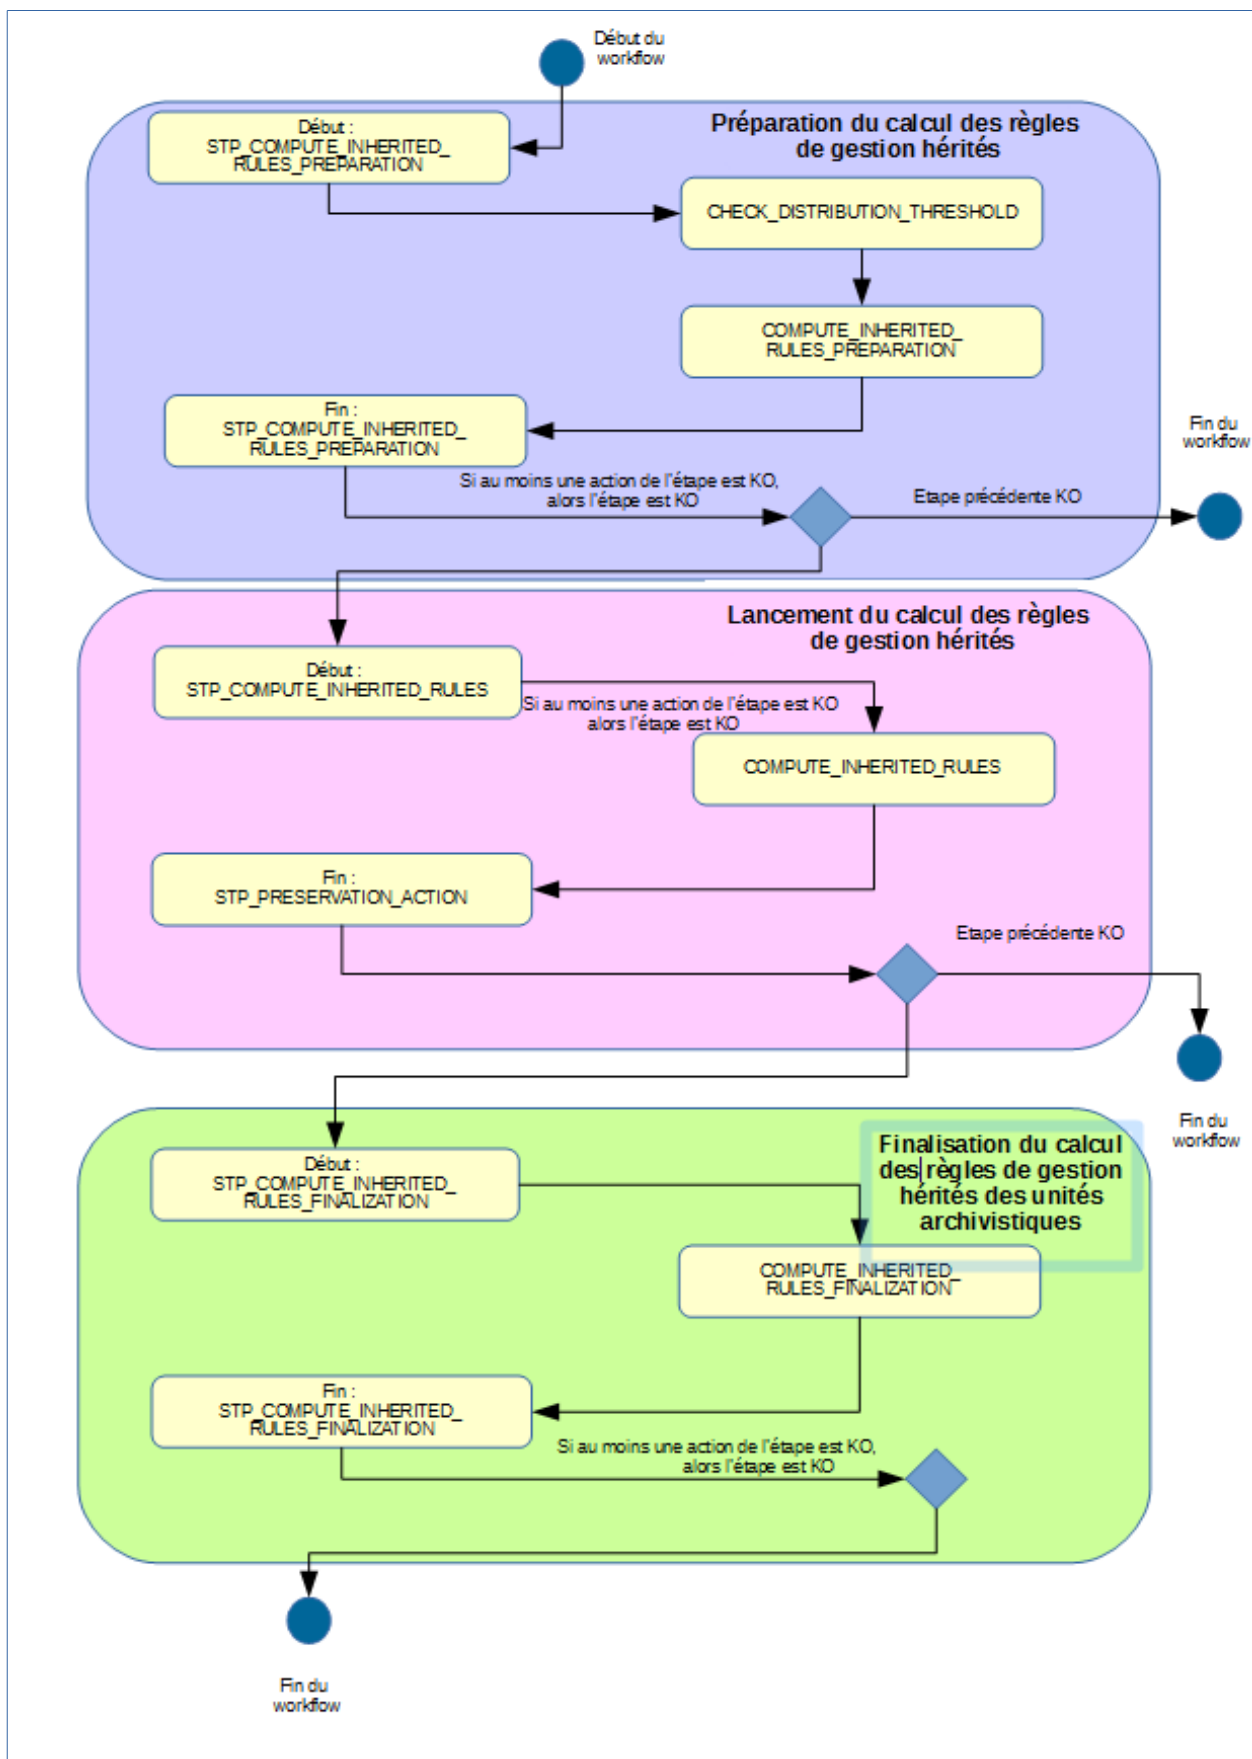 Début du
workflow
Préparation du calcul des règles
de gestion hérités
Début :
STP_COMPUTE_INHERITED_
RULES_PREPARATION
CHECK_DISTRIBUTION_THRESHOLD
COMPUTE_INHERITED_
RULES_PREPARATION
Fin :
STP_COMPUTE_INHERITED_
RULES_PREPARATION
Si au moins une action de l'étape est KO,
alors l'étape est KO
Etape précédente KO
Fin du
workflow
Lancement du calcul des règles
de gestion hérités
Début :
STP_COMPUTE_INHERITED_RULES
Si au moins une action de l'étape est KO
alors l'étape est KO
COMPUTE_INHERITED_RULES
Fin :
STP_PRESERVATION_ACTION
Etape précédente KO
Fin du
workflow
Finalisation du calcul
des règles de gestion
hérités des unités
archivistiques
Début :
STP_COMPUTE_INHERITED_
RULES_FINALIZATION
COMPUTE_INHERITED_
RULES_FINALIZATION
Fin :
STP_COMPUTE_INHERITED_
RULES_FINALIZATION
Si au moins une action de l'étape est KO,
alors l'étape est KO
Fin du
workflow